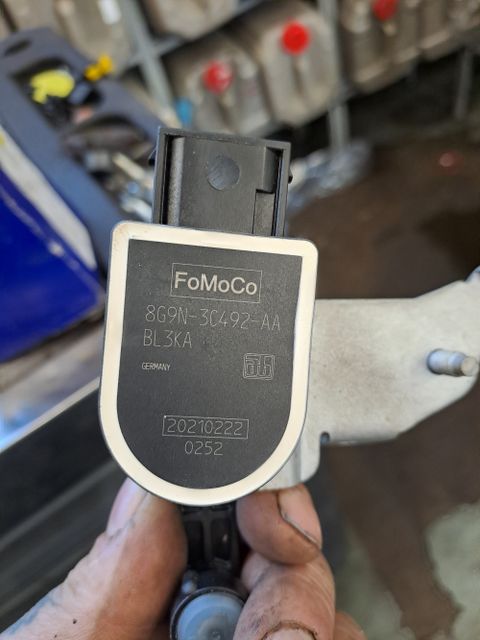 FoMoCo
8G9N-3C492-AA
BL3KA
GERMANY
20210222
0252